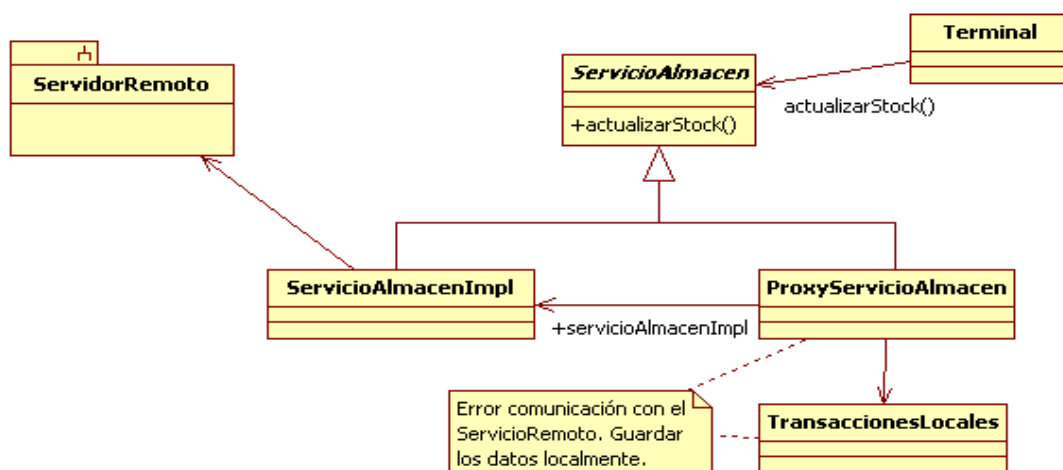 Terminal
ServicioAlmacen
ServidorRemoto
actualizarStock()
+actualizarStock()
ServicioAlmacenImpl
ProxyServicioAlmacen
+servicioAlmacenImpl
Error comunicación con el
ServicioRemoto. Guardar
los datos localmente.
TransaccionesLocales